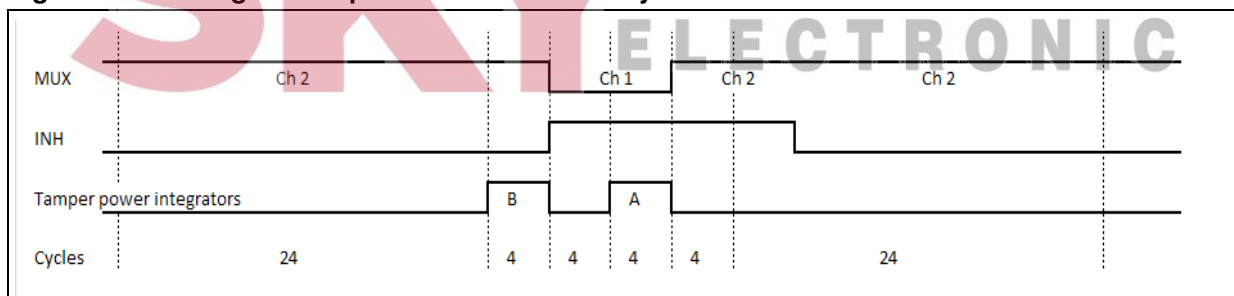 SKY ELECTRONIC
MUX Ch 2 Ch 1 Ch 2 Ch 2
INH
Tamper power integrators B A
Cycles 24 4 4 4 4 24